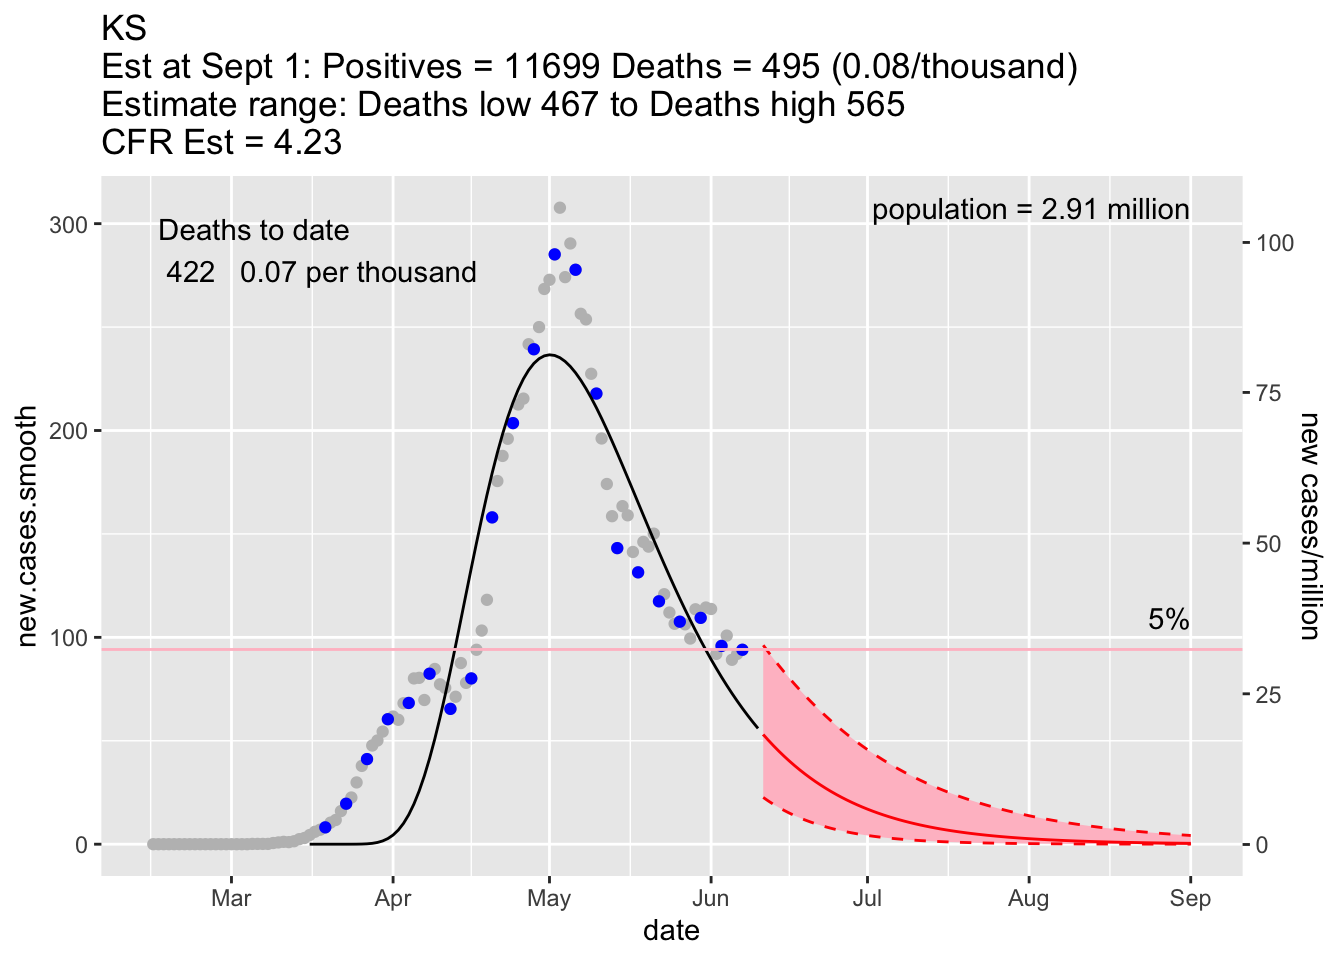 KS
Est at Sept 1: Positives = 11699 Deaths = 495 (0.08/thousand)
Estimate range: Deaths low 467 to Deaths high 565
CFR Est = 4.23
population = 2.91 million
Deaths to date
422 0.07 per thousand
5%
300
200
100
0
100
75
50
25
0
new.cases.smooth
new cases/million
Mar
Apr
May
Jun
Jul
Aug
Sep
date